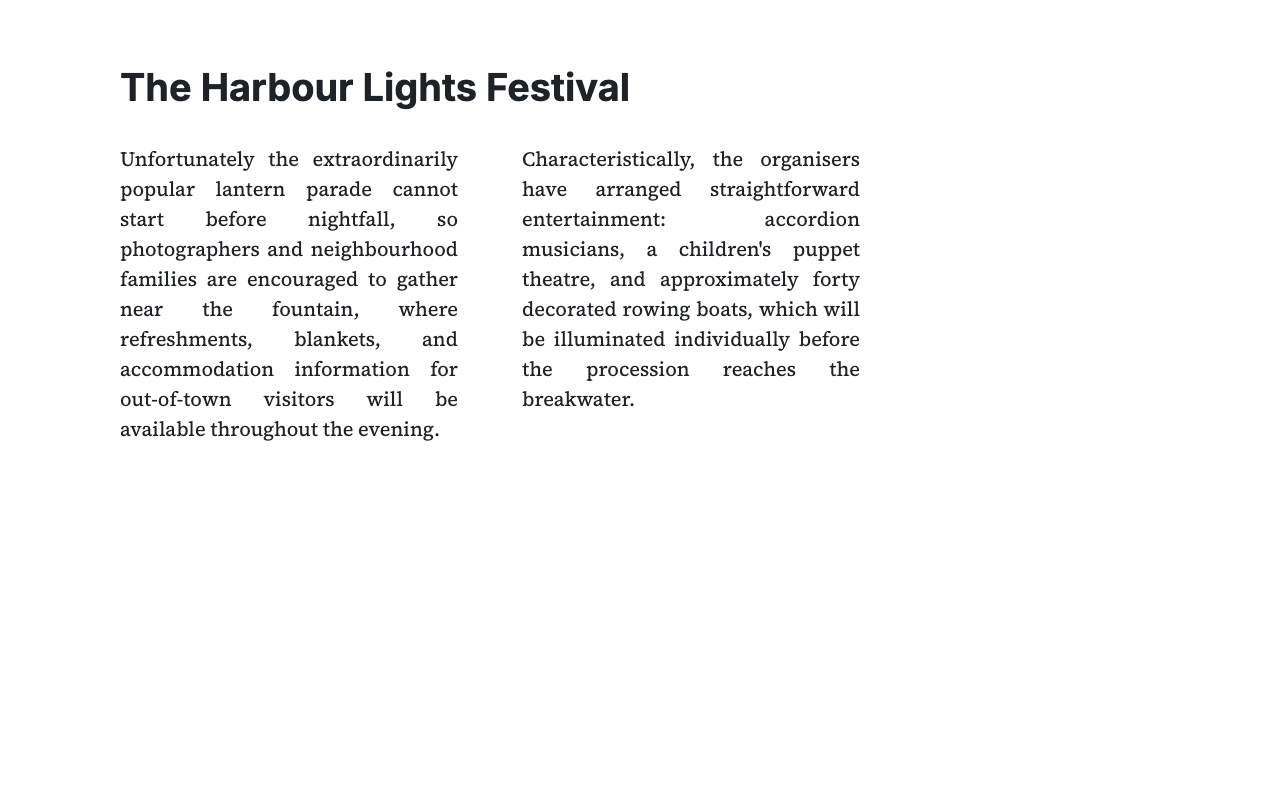 The Harbour Lights Festival
Unfortunately the extraordinarily
popular lantern parade cannot
start before nightfall, so
photographers and neighbourhood
families are encouraged to gather
near the fountain, where
refreshments, blankets, and
accommodation information for
out-of-town visitors will be
available throughout the evening.
Characteristically, the organisers
have arranged straightforward
entertainment: accordion
musicians, a children's puppet
theatre, and approximately forty
decorated rowing boats, which will
be illuminated individually before
the procession reaches the
breakwater.